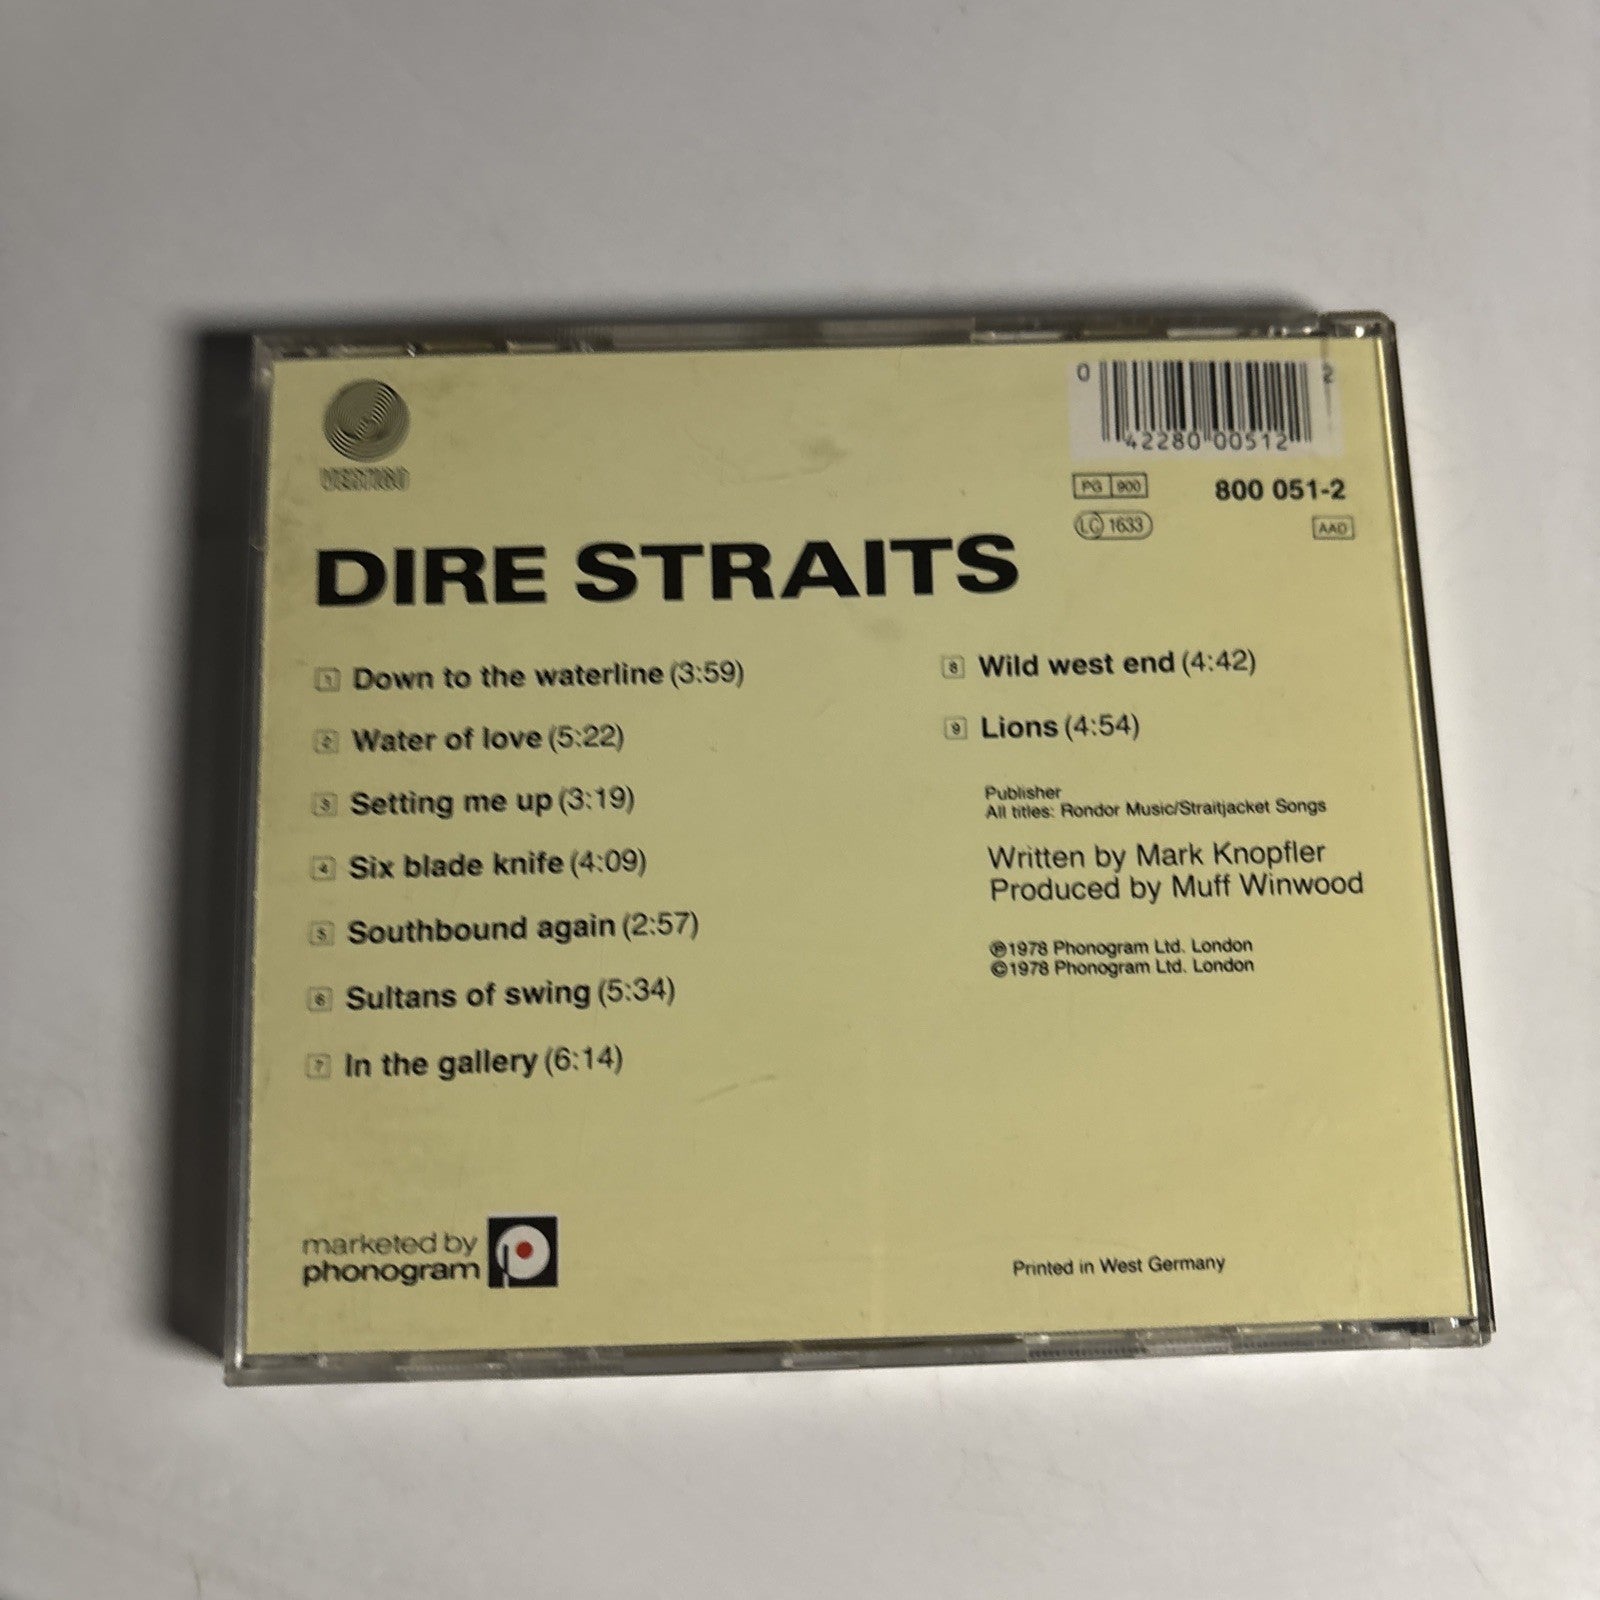 VERTIGO
0 42280 00512 2
PG 900
800 051-2
LC 1633
AAD
DIRE STRAITS
1 Down to the waterline (3:59)
2 Water of love (5:22)
3 Setting me up (3:19)
4 Six blade knife (4:09)
5 Southbound again (2:57)
6 Sultans of swing (5:34)
7 In the gallery (6:14)
8 Wild west end (4:42)
9 Lions (4:54)
Publisher
All titles: Rondor Music/Straitjacket Songs
Written by Mark Knopfler
Produced by Muff Winwood
℗1978 Phonogram Ltd. London
©1978 Phonogram Ltd. London
marketed by
phonogram
Printed in West Germany